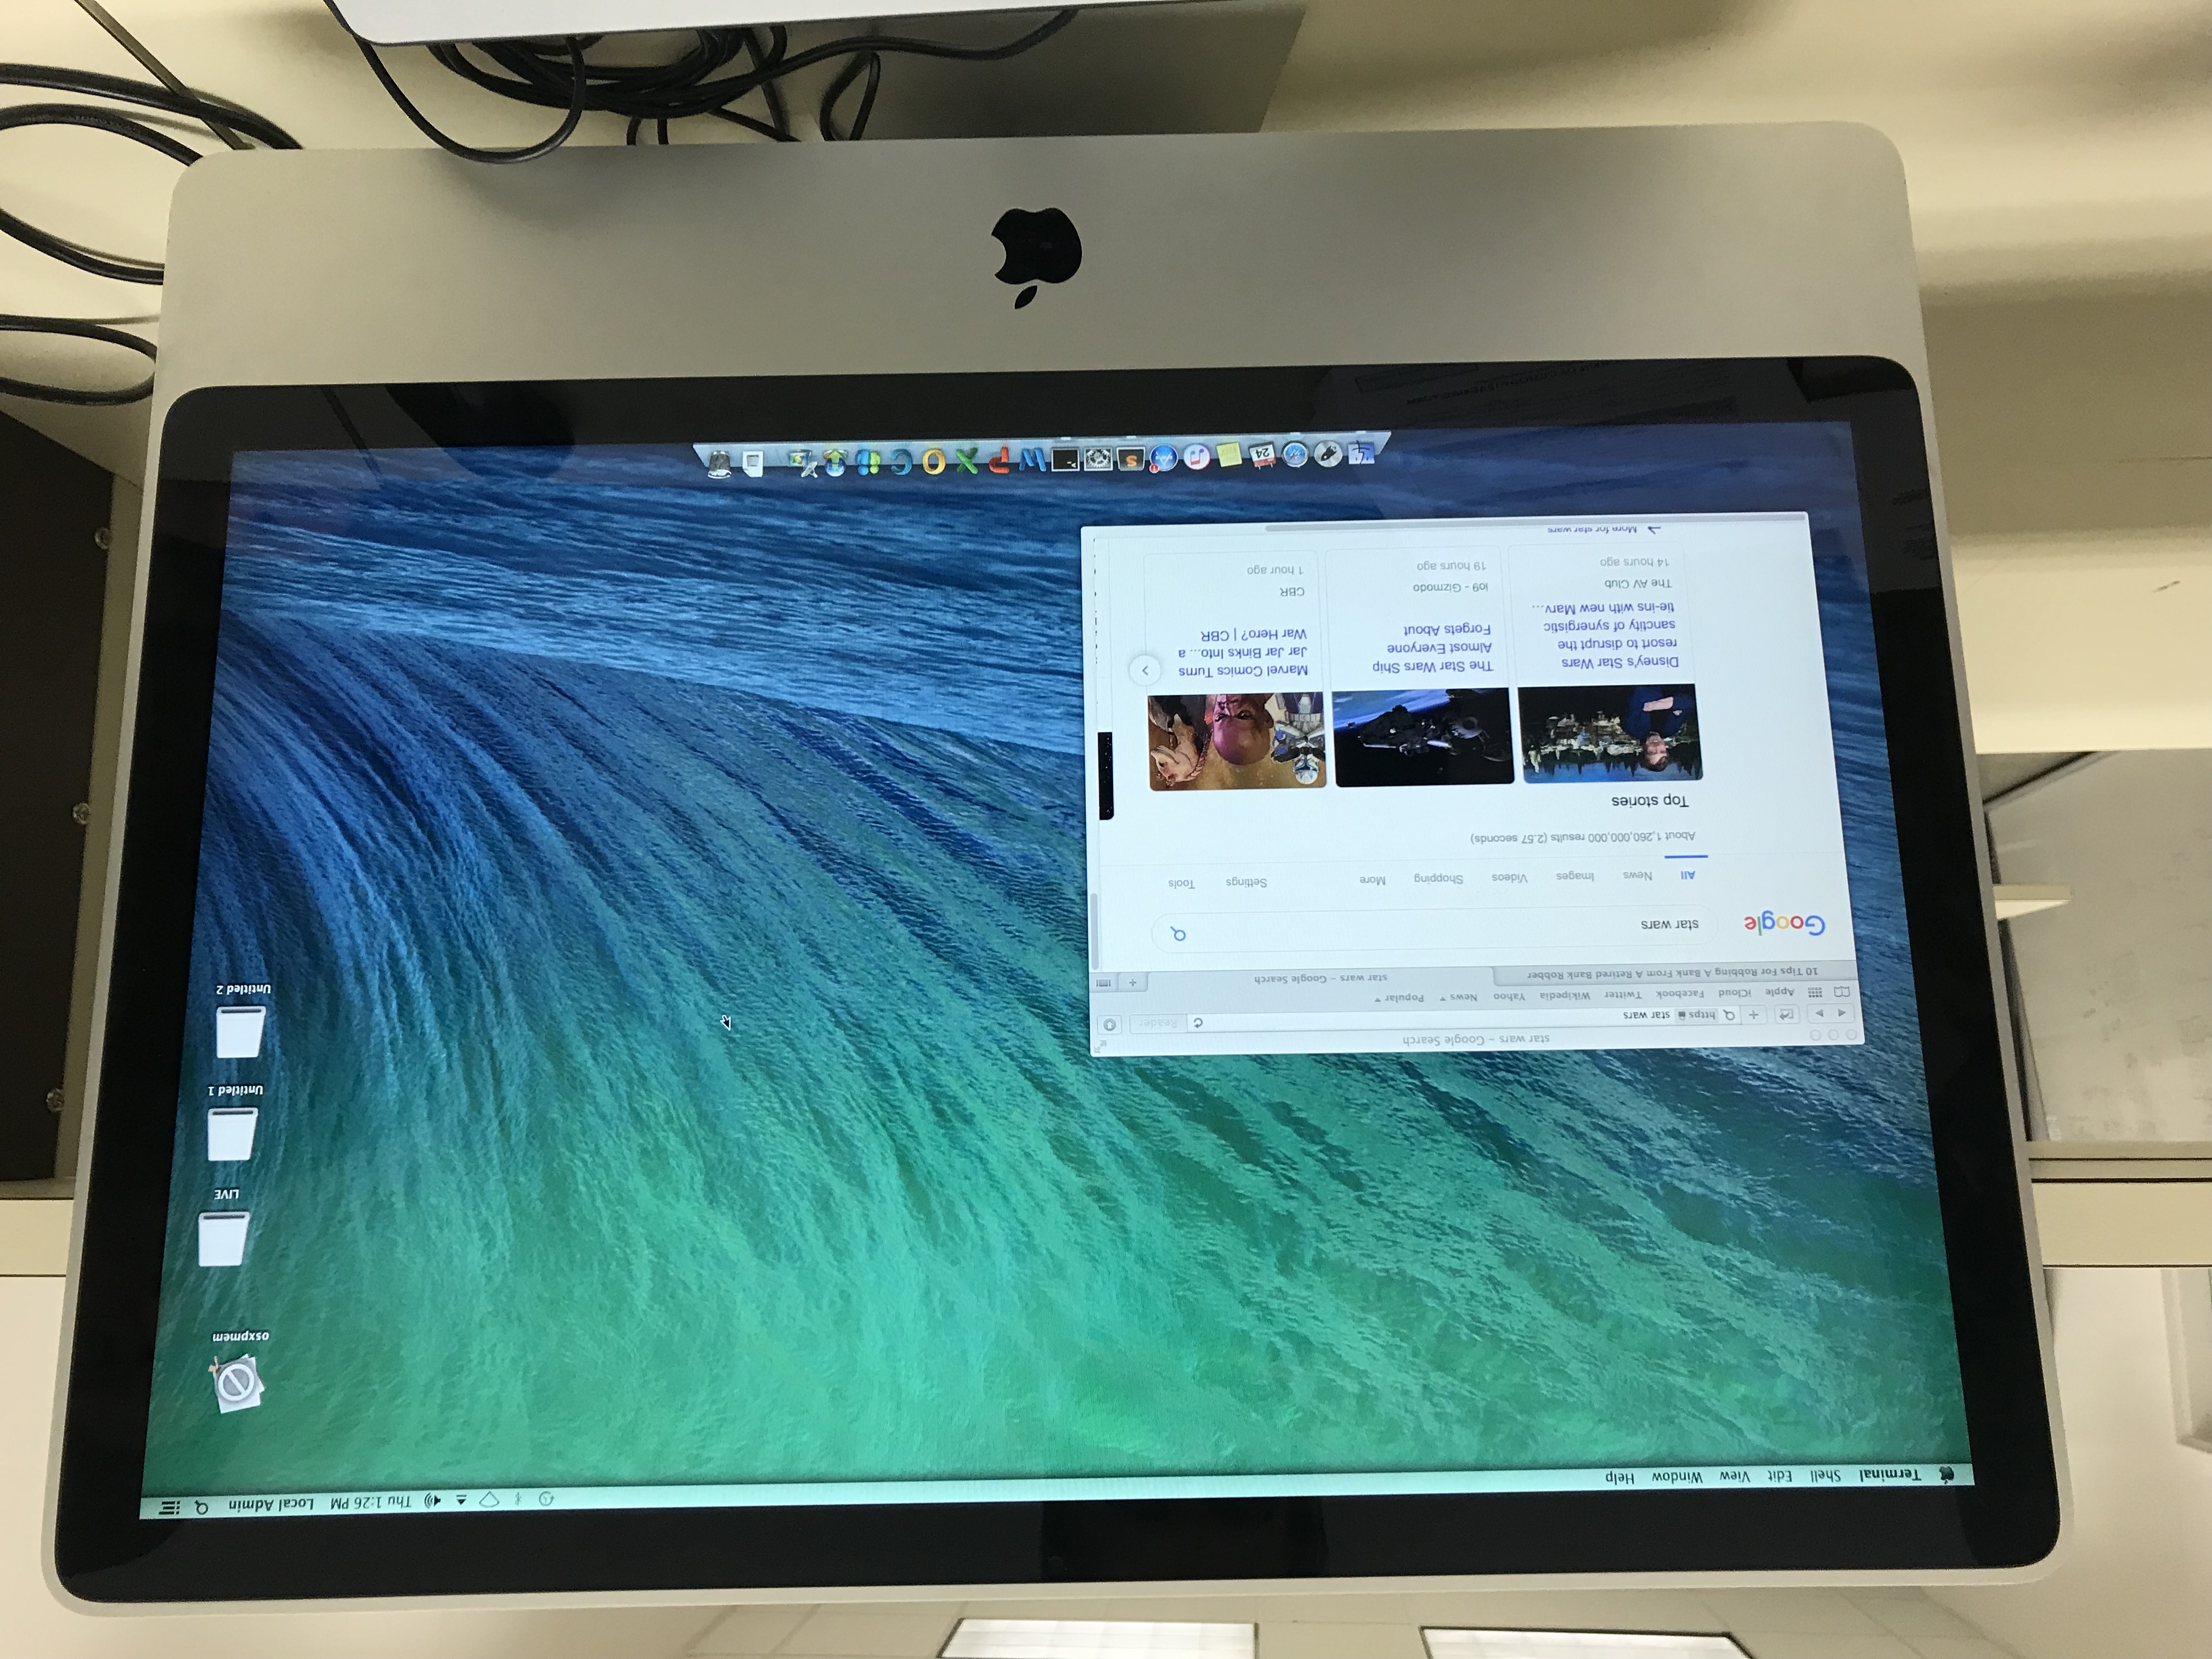 Terminal Shell Edit View Window Help
Thu 1:26 PM Local Admin
osxpmem
LIVE
Untitled 1
Untitled 2
star wars – Google Search
https star wars Reader
Apple iCloud Facebook Twitter Wikipedia Yahoo News Popular
10 Tips For Robbing A Bank From A Retired Bank Robber
star wars – Google Search
Google
star wars
All News Images Videos Shopping More Settings Tools
About 1,260,000,000 results (2.57 seconds)
Top stories
Disney's Star Wars
resort to disrupt the
sanctity of synergistic
tie-ins with new Marv...
The AV Club
14 hours ago
The Star Wars Ship
Almost Everyone
Forgets About
io9 - Gizmodo
19 hours ago
Marvel Comics Turns
Jar Jar Binks Into... a
War Hero? | CBR
CBR
1 hour ago
More for star wars
24